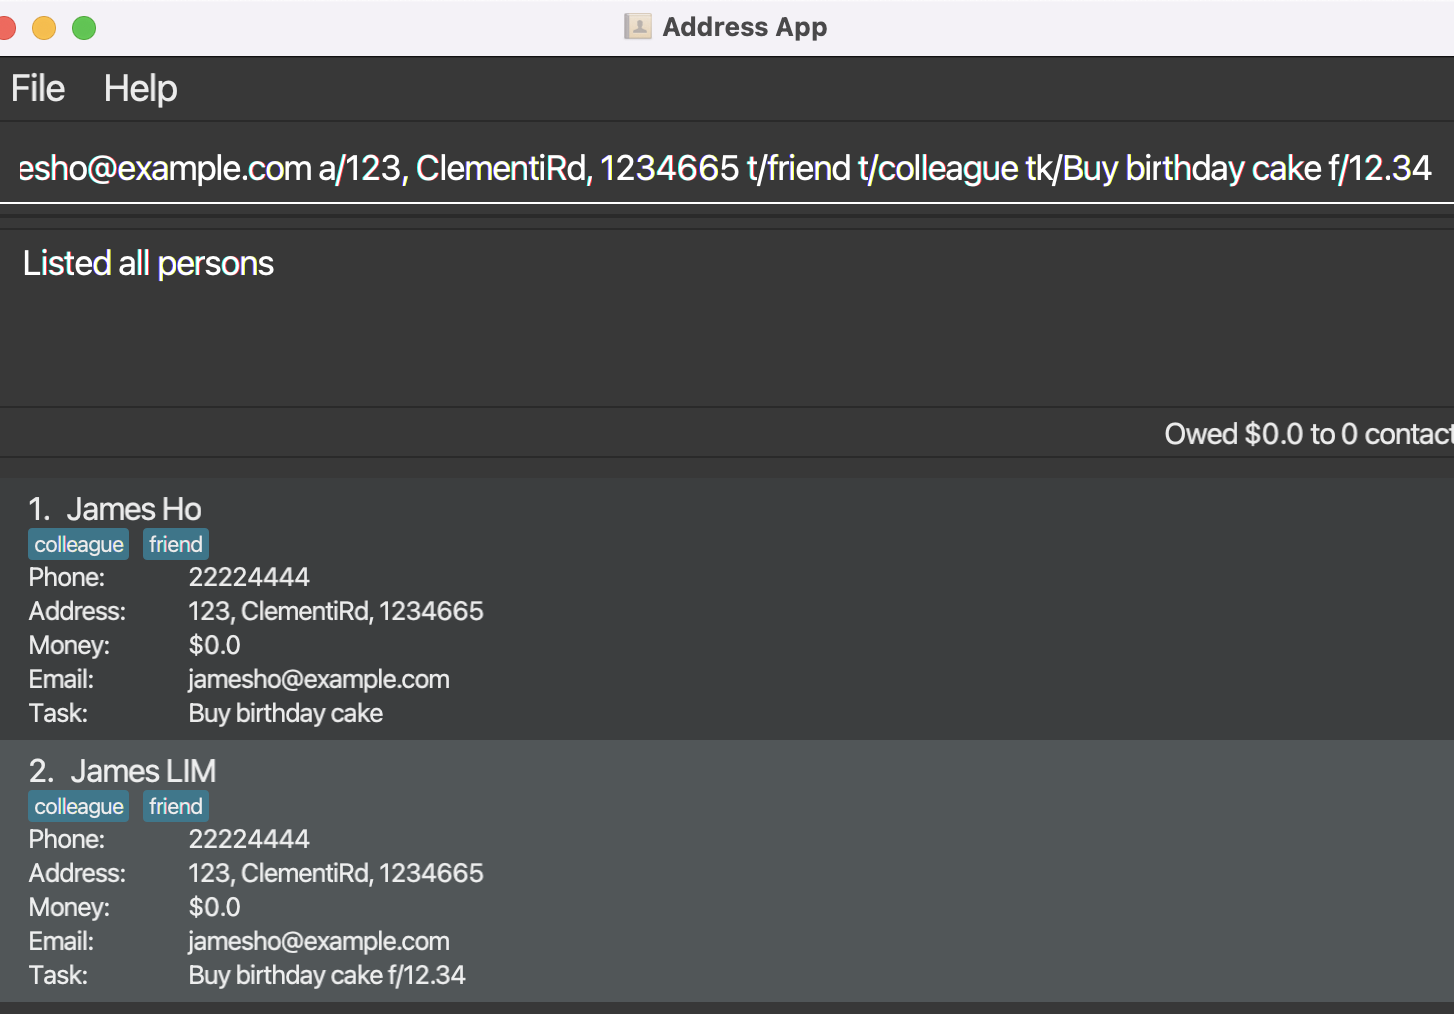 Address App
File Help
esho@example.com a/123, ClementiRd, 1234665 t/friend t/colleague tk/Buy birthday cake f/12.34
Listed all persons
Owed $0.0 to 0 contact
1. James Ho
colleague friend
Phone: 22224444
Address: 123, ClementiRd, 1234665
Money: $0.0
Email: jamesho@example.com
Task: Buy birthday cake
2. James LIM
colleague friend
Phone: 22224444
Address: 123, ClementiRd, 1234665
Money: $0.0
Email: jamesho@example.com
Task: Buy birthday cake f/12.34